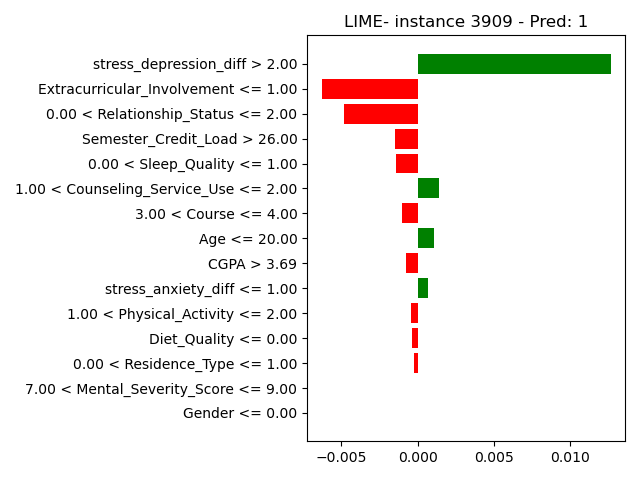 LIME- instance 3909 - Pred: 1
stress_depression_diff > 2.00
Extracurricular_Involvement <= 1.00
0.00 < Relationship_Status <= 2.00
Semester_Credit_Load > 26.00
0.00 < Sleep_Quality <= 1.00
1.00 < Counseling_Service_Use <= 2.00
3.00 < Course <= 4.00
Age <= 20.00
CGPA > 3.69
stress_anxiety_diff <= 1.00
1.00 < Physical_Activity <= 2.00
Diet_Quality <= 0.00
0.00 < Residence_Type <= 1.00
7.00 < Mental_Severity_Score <= 9.00
Gender <= 0.00
−0.005 0.000 0.005 0.010